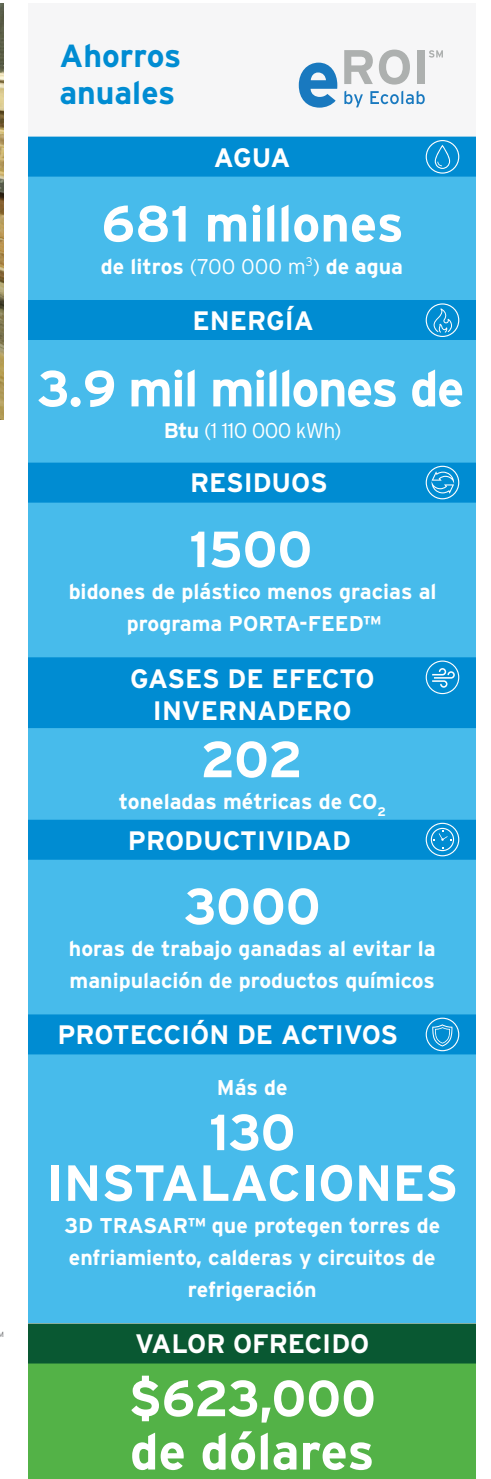 Ahorros
anuales
eROI℠
by Ecolab
AGUA
681 millones
de litros (700 000 m³) de agua
ENERGÍA
3.9 mil millones de
Btu (1 110 000 kWh)
RESIDUOS
1500
bidones de plástico menos gracias al
programa PORTA-FEED™
GASES DE EFECTO
INVERNADERO
202
toneladas métricas de CO₂
PRODUCTIVIDAD
3000
horas de trabajo ganadas al evitar la
manipulación de productos químicos
PROTECCIÓN DE ACTIVOS
Más de
130
INSTALACIONES
3D TRASAR™ que protegen torres de
enfriamiento, calderas y circuitos de
refrigeración
VALOR OFRECIDO
$623,000
de dólares